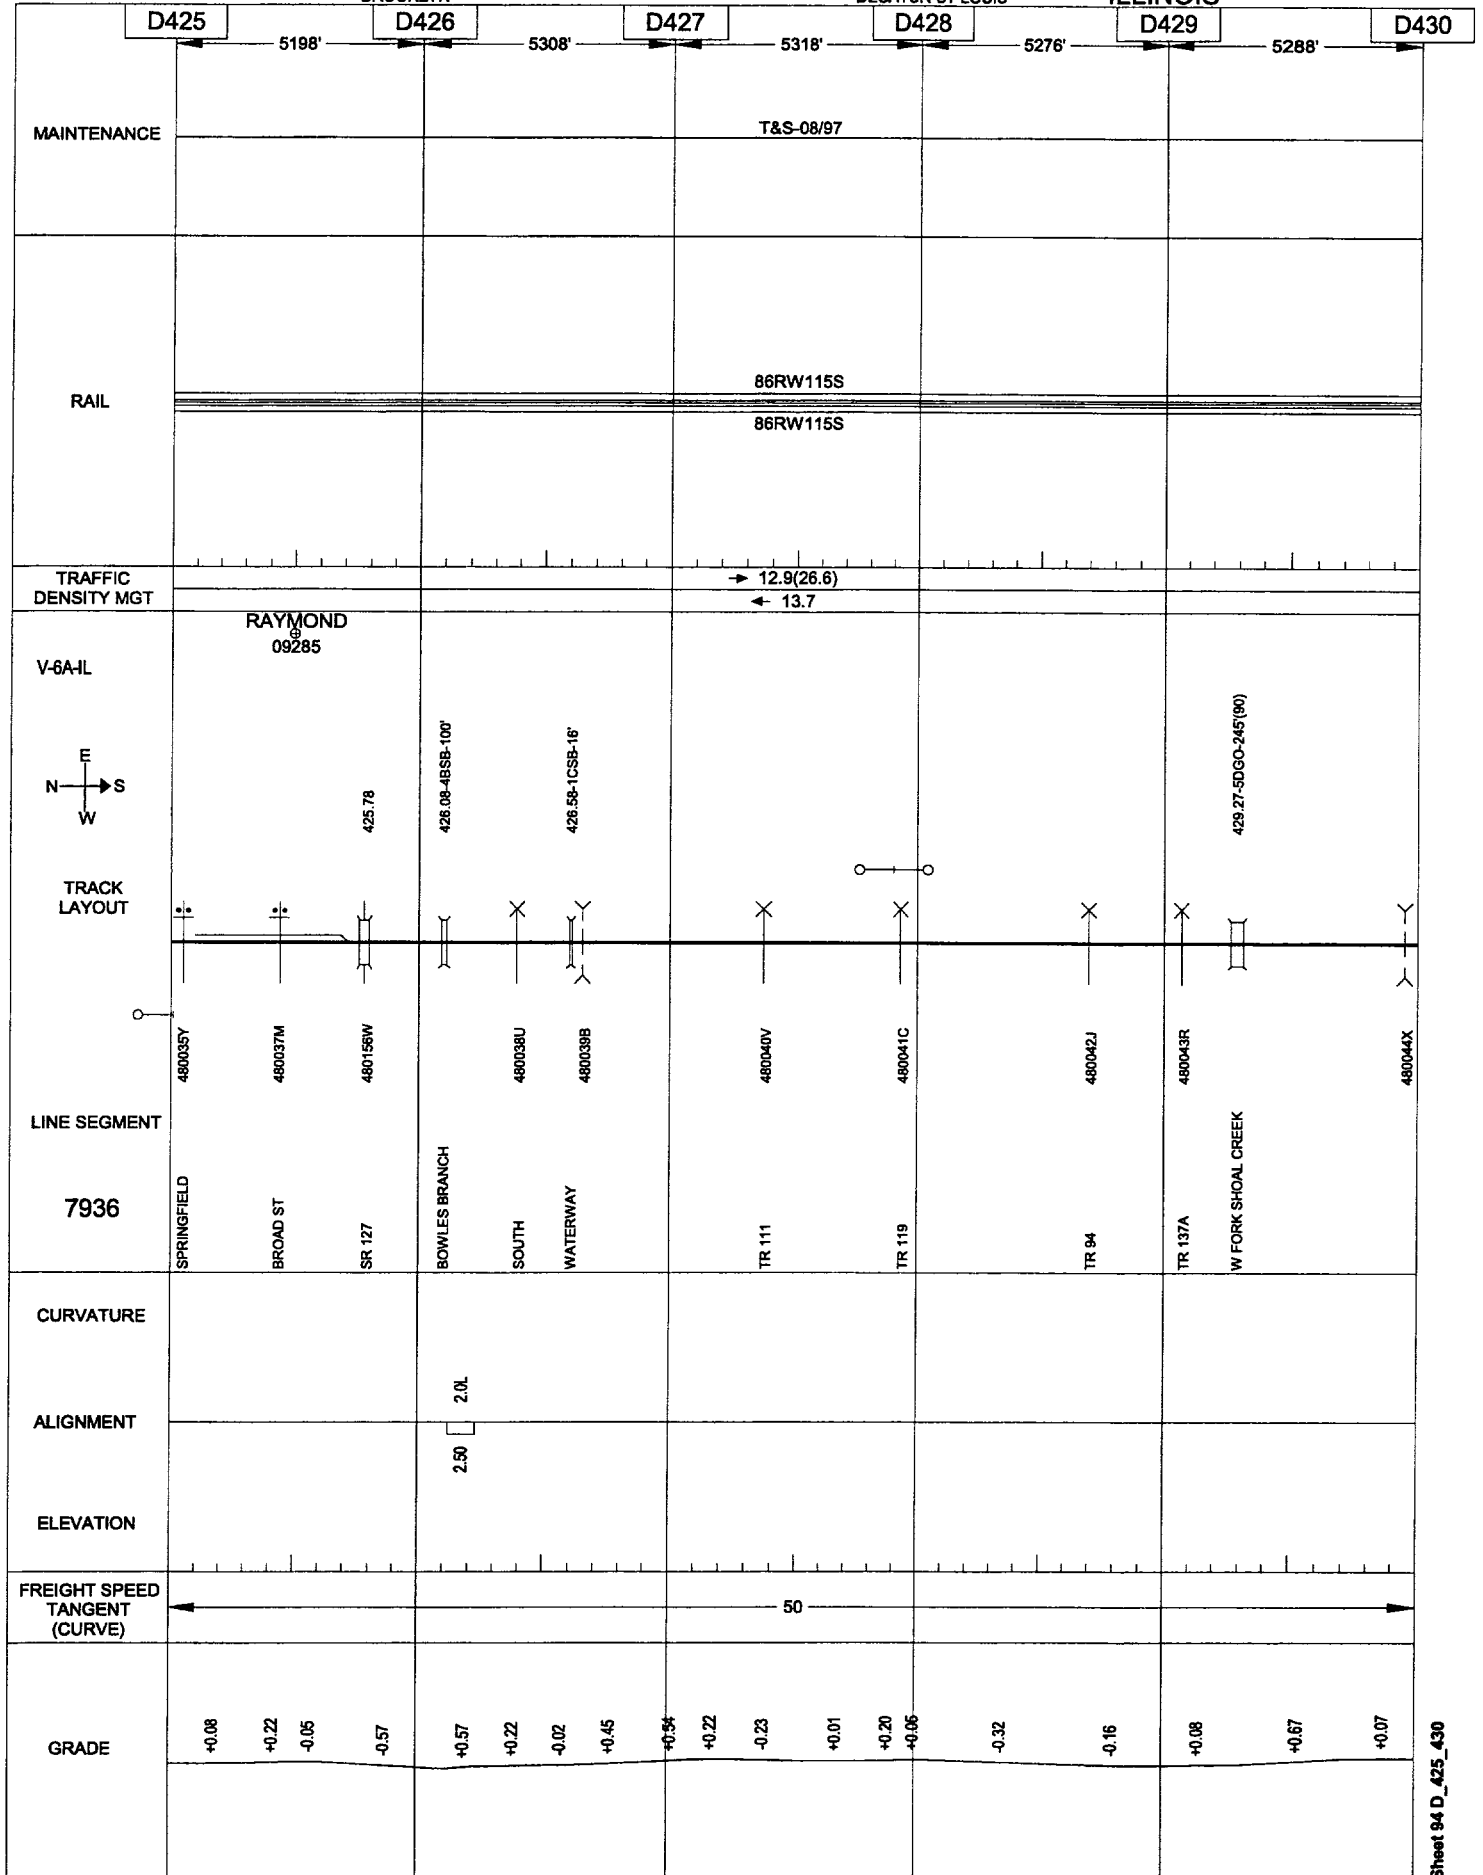 ILLINOIS
D425
D426
D427
D428
D429
D430
5198'
5308'
5318'
5276'
5288'
MAINTENANCE
T&S-08/97
RAIL
86RW115S
86RW115S
TRAFFIC
DENSITY MGT
12.9(26.6)
13.7
RAYMOND
09285
V-6A-IL
E
N
S
W
425.78
426.08-4BSB-100'
426.58-1CSB-16'
429.27-5DGO-245'(90)
TRACK
LAYOUT
480035Y
480037M
480156W
480038U
480039B
480040V
480041C
480042J
480043R
480044X
LINE SEGMENT
7936
SPRINGFIELD
BROAD ST
SR 127
BOWLES BRANCH
SOUTH
WATERWAY
TR 111
TR 119
TR 94
TR 137A
W FORK SHOAL CREEK
CURVATURE
2.0L
ALIGNMENT
2.50
ELEVATION
FREIGHT SPEED
TANGENT
(CURVE)
50
GRADE
+0.08
+0.22
-0.05
-0.57
+0.57
+0.22
-0.02
+0.45
+0.54
+0.22
-0.23
+0.01
+0.20
+0.05
-0.32
-0.16
+0.08
+0.67
+0.07
Sheet 94 D_425_430